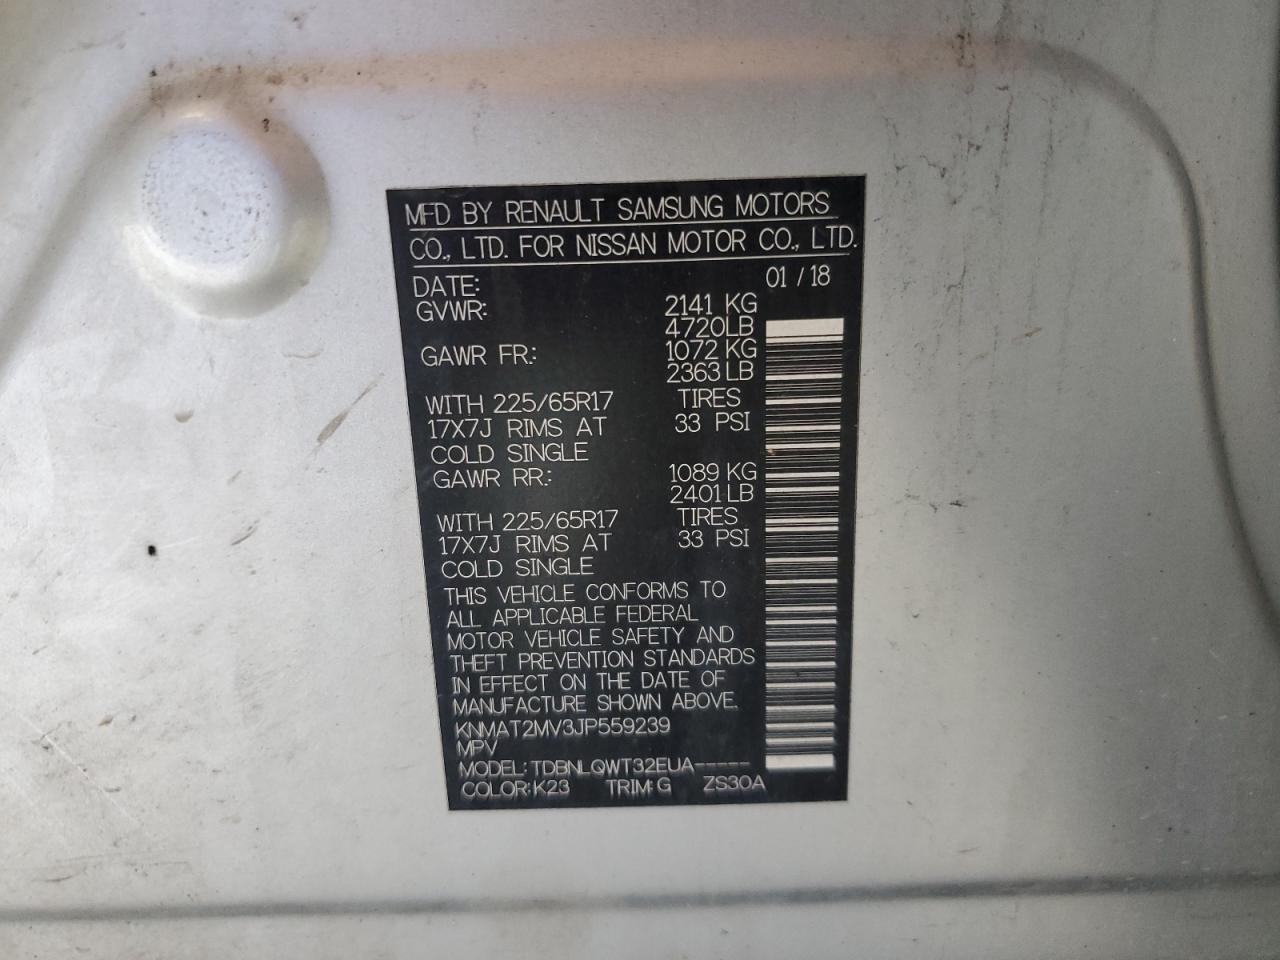 MFD BY RENAULT SAMSUNG MOTORS
CO., LTD. FOR NISSAN MOTOR CO., LTD.
DATE: 01 / 18
GVWR: 2141 KG
4720LB
GAWR FR: 1072 KG
2363 LB
WITH 225/65R17 TIRES
17X7J RIMS AT 33 PSI
COLD SINGLE
GAWR RR: 1089 KG
2401 LB
WITH 225/65R17 TIRES
17X7J RIMS AT 33 PSI
COLD SINGLE
THIS VEHICLE CONFORMS TO
ALL APPLICABLE FEDERAL
MOTOR VEHICLE SAFETY AND
THEFT PREVENTION STANDARDS
IN EFFECT ON THE DATE OF
MANUFACTURE SHOWN ABOVE.
KNMAT2MV3JP559239
MPV
MODEL: TDBNLQWT32EUA-----
COLOR: K23 TRIM: G ZS30A